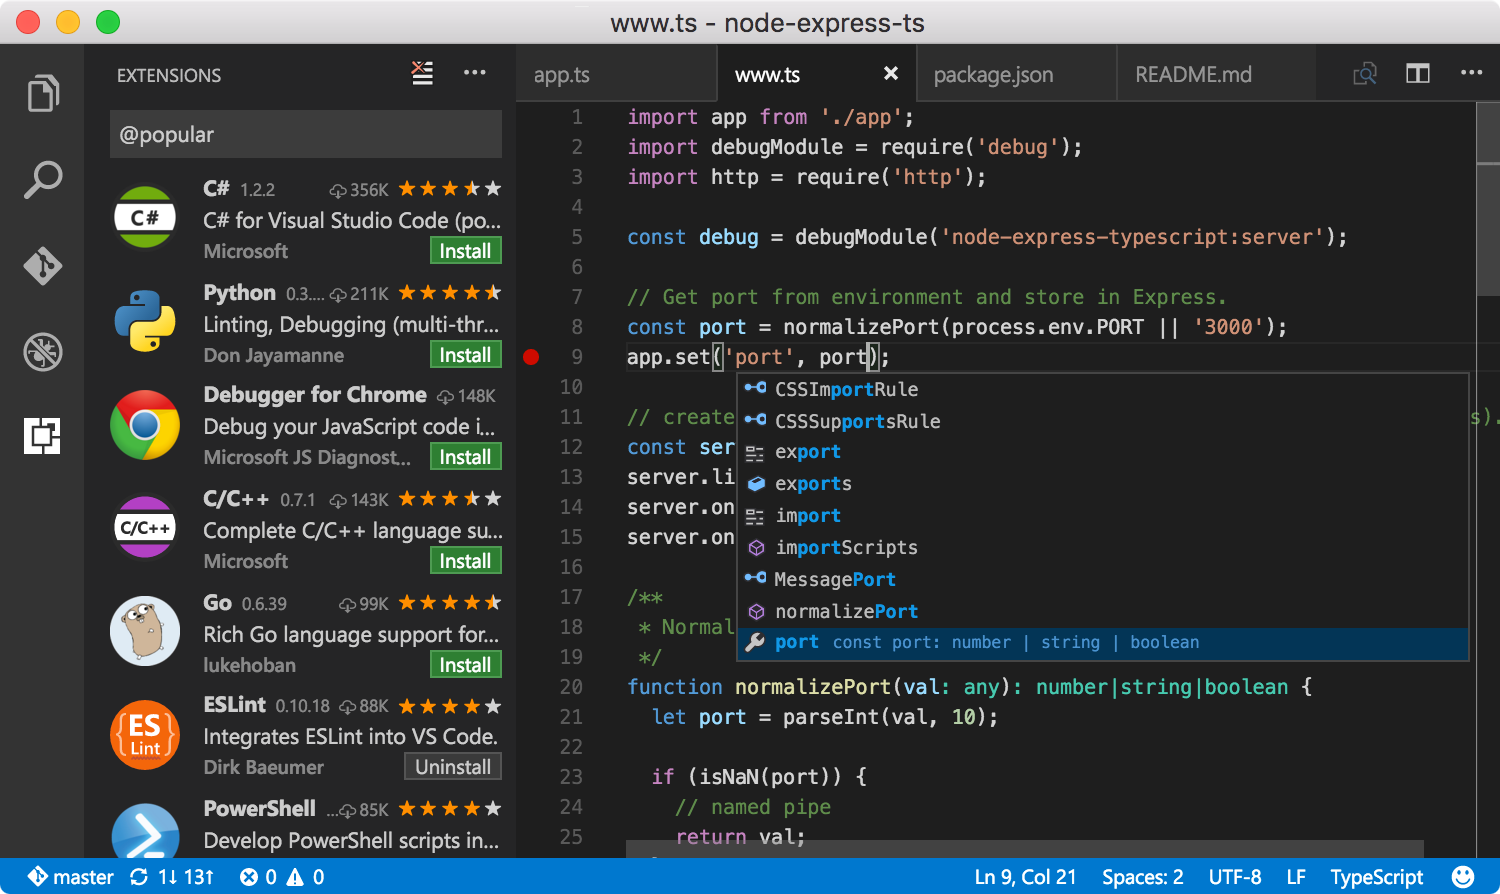 www.ts - node-express-ts
EXTENSIONS
@popular
C# 1.2.2 356K
C# for Visual Studio Code (po...
Microsoft Install
C#
Python 0.3.... 211K
Linting, Debugging (multi-thr...
Don Jayamanne Install
Debugger for Chrome 148K
Debug your JavaScript code i...
Microsoft JS Diagnost... Install
C/C++ 0.7.1 143K
Complete C/C++ language su...
Microsoft Install
C/C++
Go 0.6.39 99K
Rich Go language support for...
lukehoban Install
ESLint 0.10.18 88K
Integrates ESLint into VS Code.
Dirk Baeumer Uninstall
ES
Lint
PowerShell ... 85K
Develop PowerShell scripts in...
app.ts www.ts package.json README.md
1 import app from './app';
2 import debugModule = require('debug');
3 import http = require('http');
4
5 const debug = debugModule('node-express-typescript:server');
6
7 // Get port from environment and store in Express.
8 const port = normalizePort(process.env.PORT || '3000');
9 app.set('port', port);
10
11 // create s).
12 const ser
13 server.li
14 server.on
15 server.on
16
17 /**
18 * Normal
19 */
20 function normalizePort(val: any): number|string|boolean {
21 let port = parseInt(val, 10);
22
23 if (isNaN(port)) {
24 // named pipe
25 return val;
CSSImportRule
CSSSupportsRule
export
exports
import
importScripts
MessagePort
normalizePort
port const port: number | string | boolean
master 1↓ 13↑ 0 0 Ln 9, Col 21 Spaces: 2 UTF-8 LF TypeScript